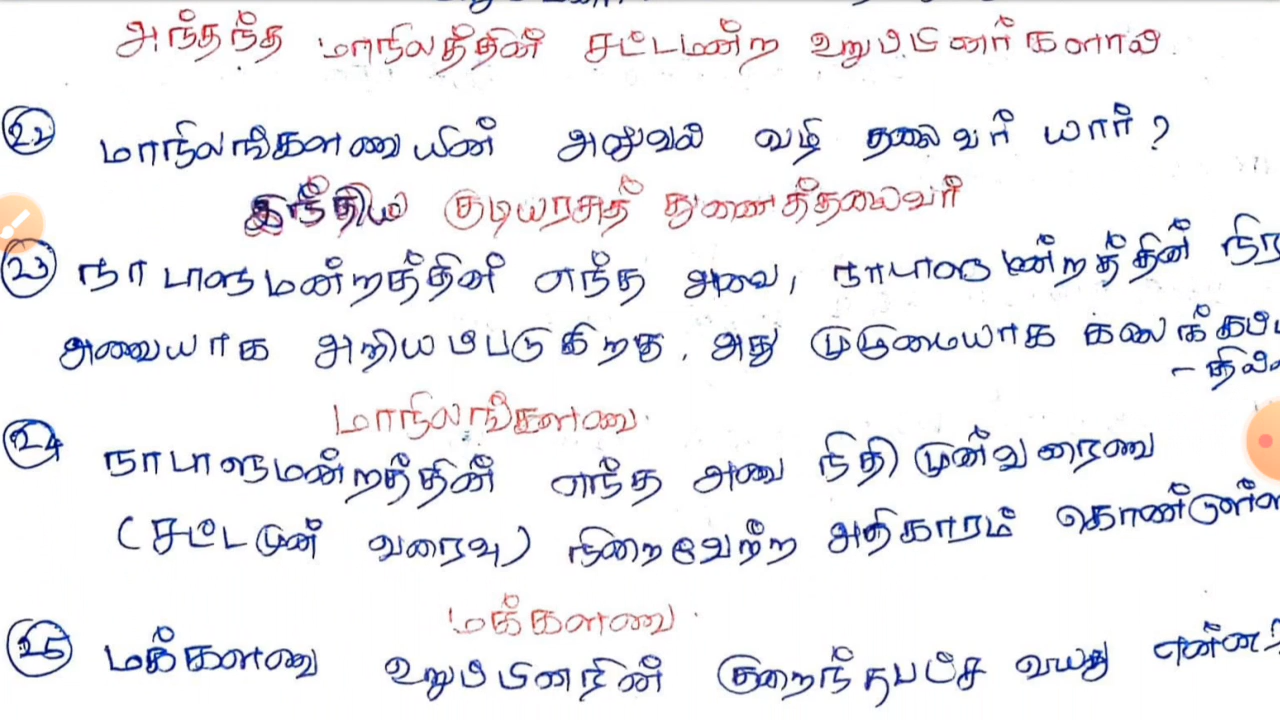 அந்தந்த மாநிலத்தின் சட்டமன்ற உறுப்பினர்களால்
22 மாநிலங்களவையின் அலுவல் வழி தலைவர் யார்?
இந்திய குடியரசுத் துணைத்தலைவர்
23 நாடாளுமன்றத்தின் எந்த அவை, நாடாளுமன்றத்தின்
அவையாக அறியப்படுகிறது. அது முழுமையாக
மாநிலங்களவை.
24 நாடாளுமன்றத்தின் எந்த அவை நிதி முன்வரைவு
(சட்டமுன் வரைவு) நிறைவேற்ற அதிகாரம்
மக்களவை.
25 மக்களவை உறுப்பினரின் குறைந்தபட்ச வயது என்ன?